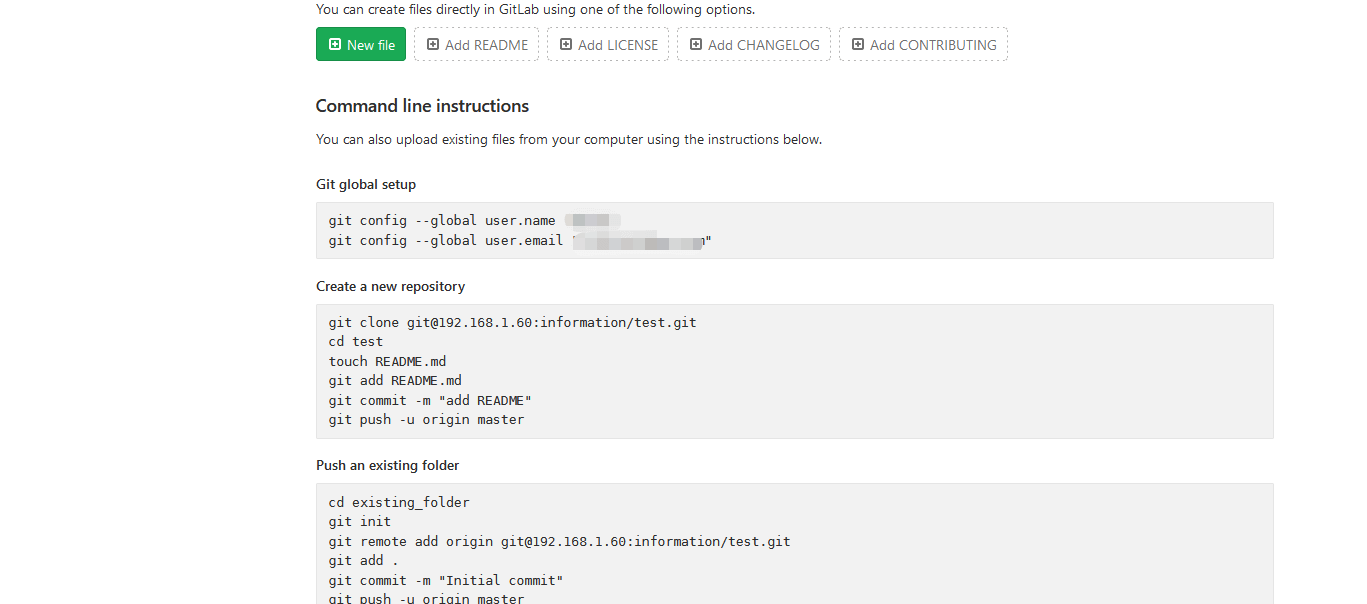 You can create files directly in GitLab using one of the following options.
New file Add README Add LICENSE Add CHANGELOG Add CONTRIBUTING
Command line instructions
You can also upload existing files from your computer using the instructions below.
Git global setup
git config --global user.name
git config --global user.email "
Create a new repository
git clone git@192.168.1.60:information/test.git
cd test
touch README.md
git add README.md
git commit -m "add README"
git push -u origin master
Push an existing folder
cd existing_folder
git init
git remote add origin git@192.168.1.60:information/test.git
git add .
git commit -m "Initial commit"
git push -u origin master